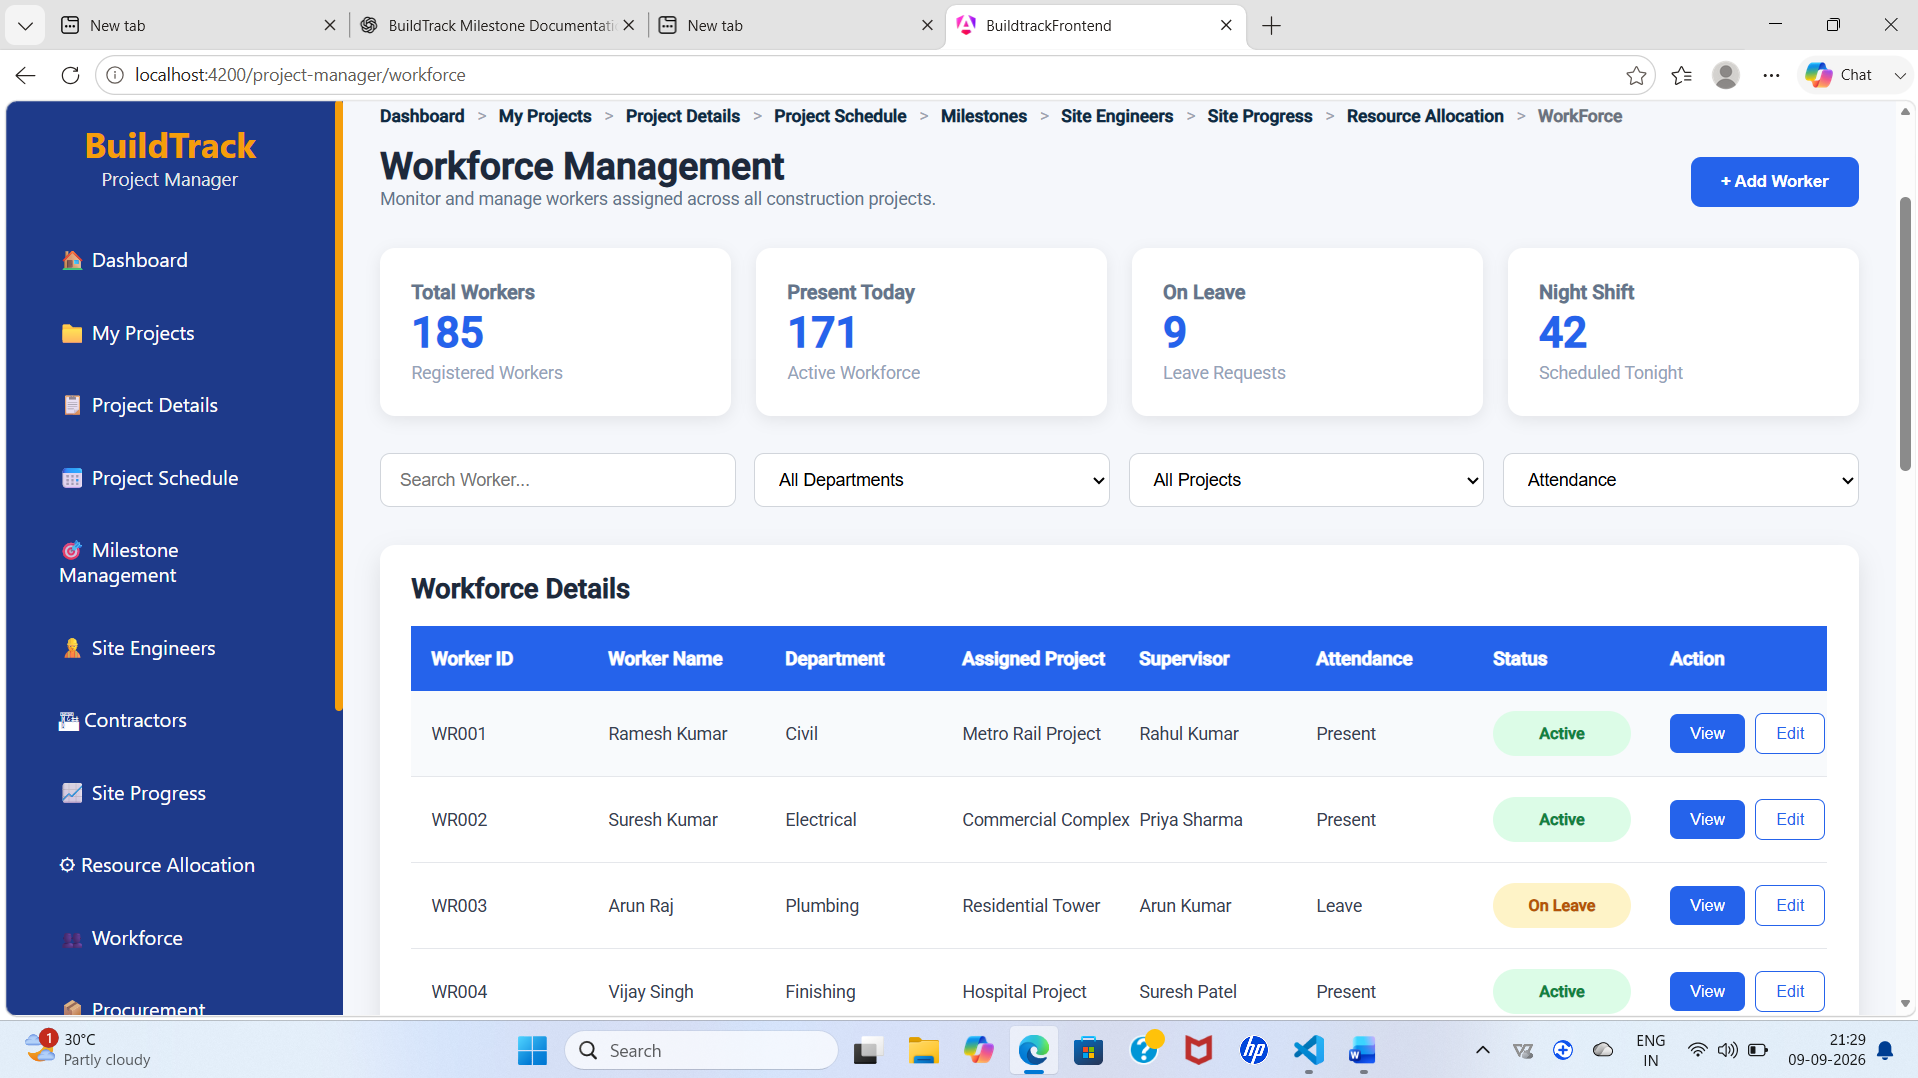 New tab
BuildTrack Milestone Documentati
New tab
BuildtrackFrontend
localhost:4200/project-manager/workforce
Chat
BuildTrack
Project Manager
Dashboard
My Projects
Project Details
Project Schedule
Milestone
Management
Site Engineers
Contractors
Site Progress
Resource Allocation
Workforce
Procurement
Dashboard > My Projects > Project Details > Project Schedule > Milestones > Site Engineers > Site Progress > Resource Allocation > WorkForce
Workforce Management
Monitor and manage workers assigned across all construction projects.
+ Add Worker
Total Workers
185
Registered Workers
Present Today
171
Active Workforce
On Leave
9
Leave Requests
Night Shift
42
Scheduled Tonight
Search Worker...
All Departments
All Projects
Attendance
Workforce Details
Worker ID Worker Name Department Assigned Project Supervisor Attendance Status Action
WR001 Ramesh Kumar Civil Metro Rail Project Rahul Kumar Present Active View Edit
WR002 Suresh Kumar Electrical Commercial Complex Priya Sharma Present Active View Edit
WR003 Arun Raj Plumbing Residential Tower Arun Kumar Leave On Leave View Edit
WR004 Vijay Singh Finishing Hospital Project Suresh Patel Present Active View Edit
1
30°C
Partly cloudy
Search
hp
ENG
IN
21:29
09-09-2026